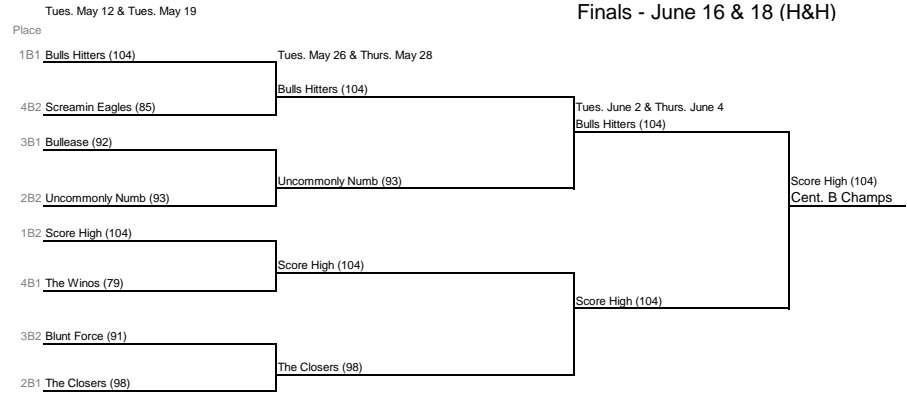 Tues. May 12 & Tues. May 19
Finals - June 16 & 18 (H&H)
Place
1B1 Bulls Hitters (104)
Tues. May 26 & Thurs. May 28
Bulls Hitters (104)
4B2 Screamin Eagles (85)
Tues. June 2 & Thurs. June 4
Bulls Hitters (104)
3B1 Bullease (92)
Uncommonly Numb (93)
Score High (104)
2B2 Uncommonly Numb (93)
Cent. B Champs
1B2 Score High (104)
Score High (104)
4B1 The Winos (79)
Score High (104)
3B2 Blunt Force (91)
The Closers (98)
2B1 The Closers (98)